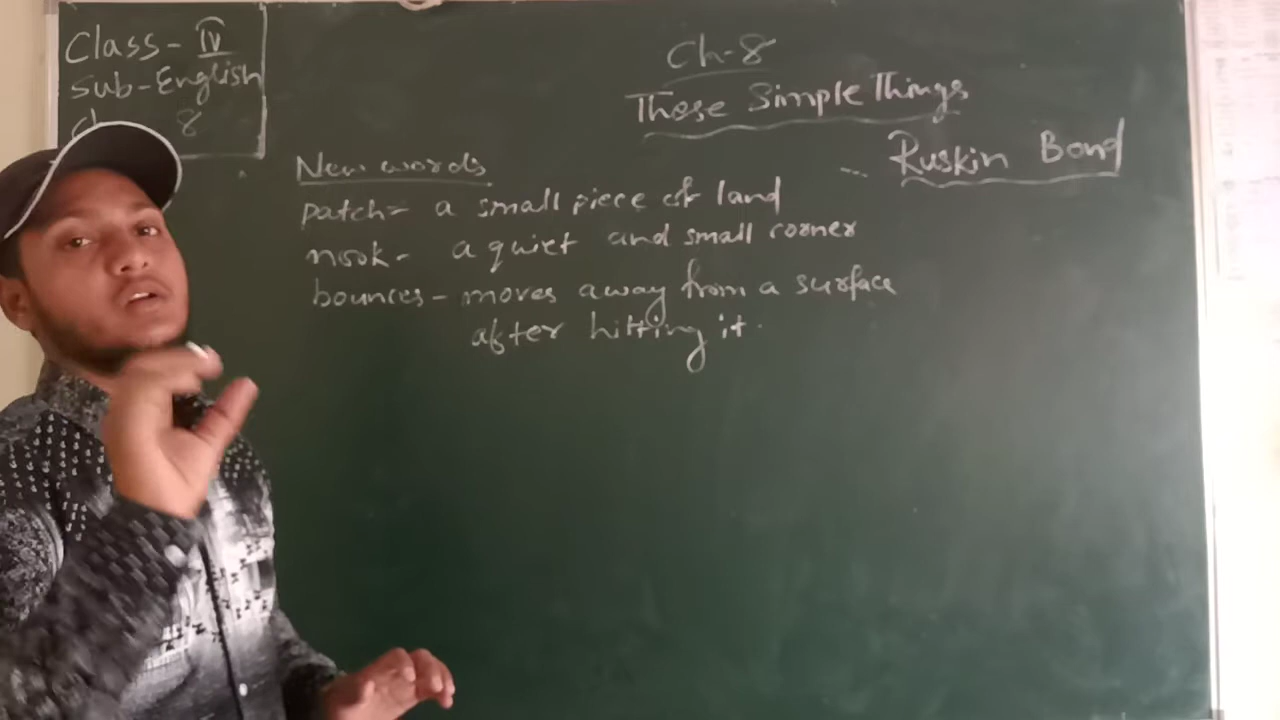 Class - IV
Sub - English
8
Ch-8
These Simple Things
... Ruskin Bond
New words
patch = a small piece of land
nook - a quiet and small corner
bounces - moves away from a surface
after hitting it.